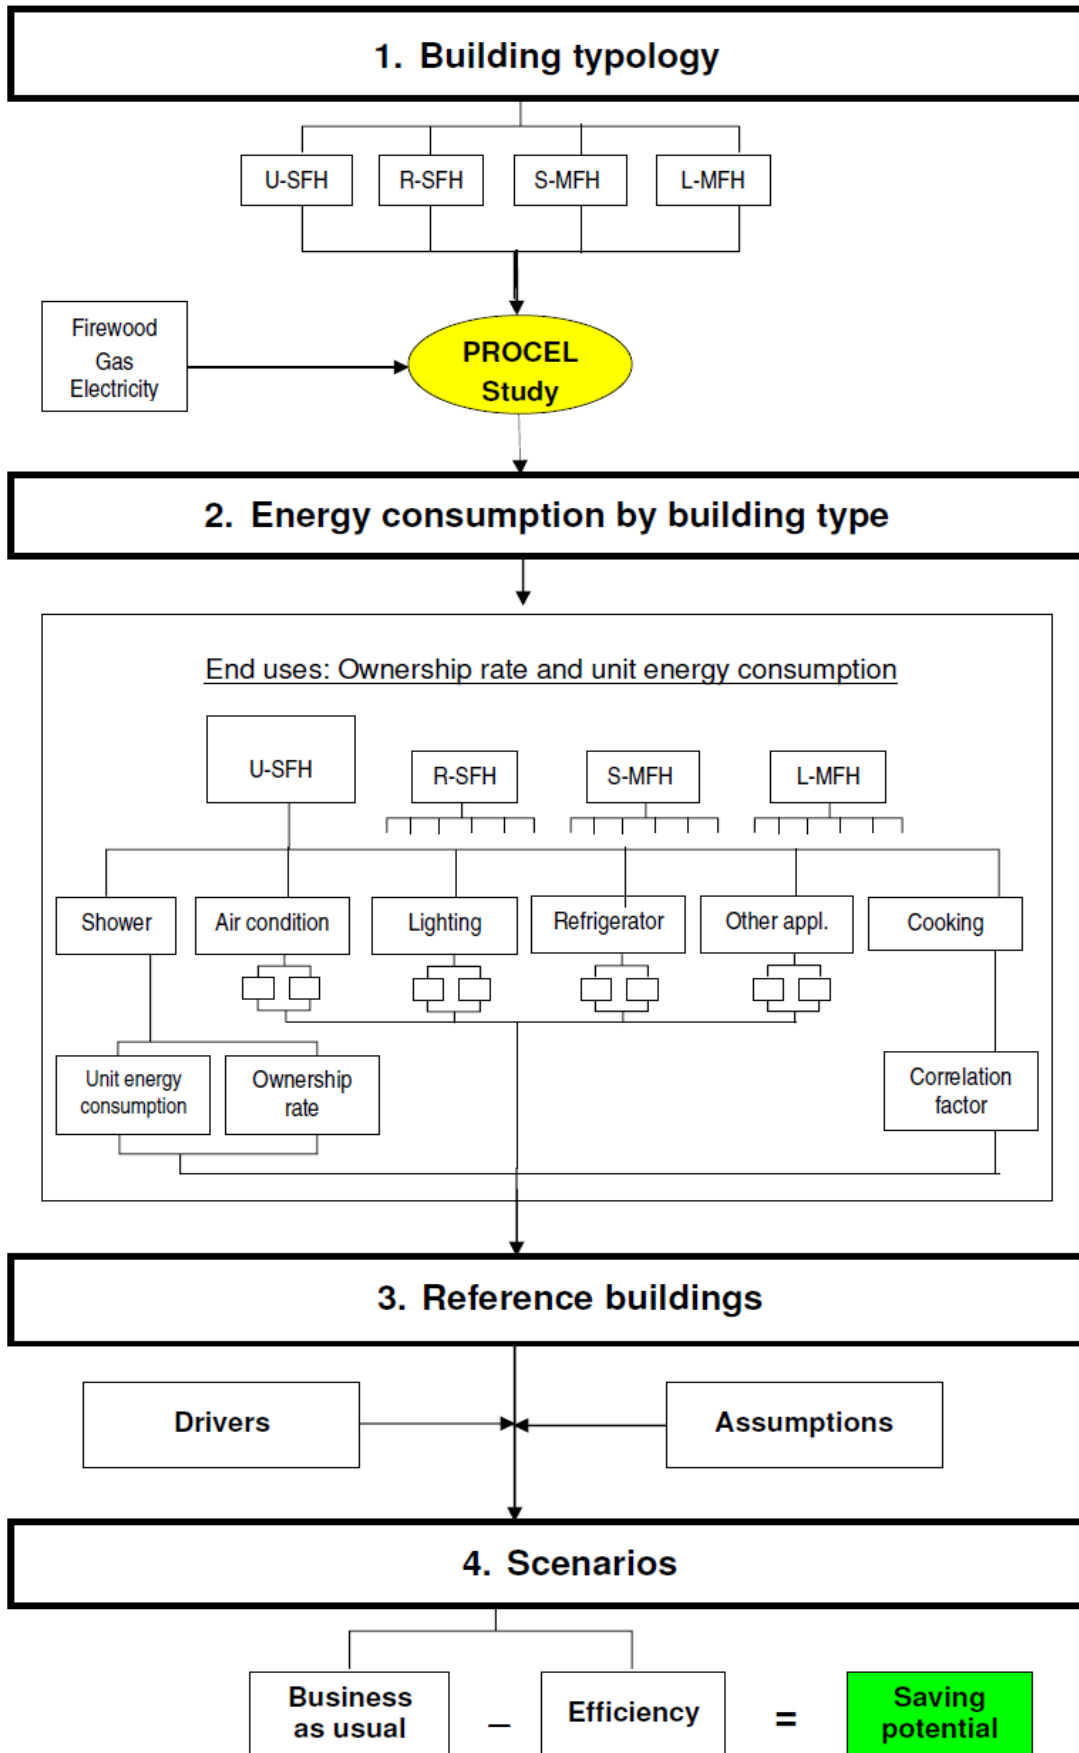 1. Building typology
U-SFH
R-SFH
S-MFH
L-MFH
Firewood
Gas
Electricity
PROCEL
Study
2. Energy consumption by building type
End uses: Ownership rate and unit energy consumption
U-SFH
R-SFH
S-MFH
L-MFH
Shower
Air condition
Lighting
Refrigerator
Other appl.
Cooking
Unit energy
consumption
Ownership
rate
Correlation
factor
3. Reference buildings
Drivers
Assumptions
4. Scenarios
Business
as usual
–
Efficiency
=
Saving
potential